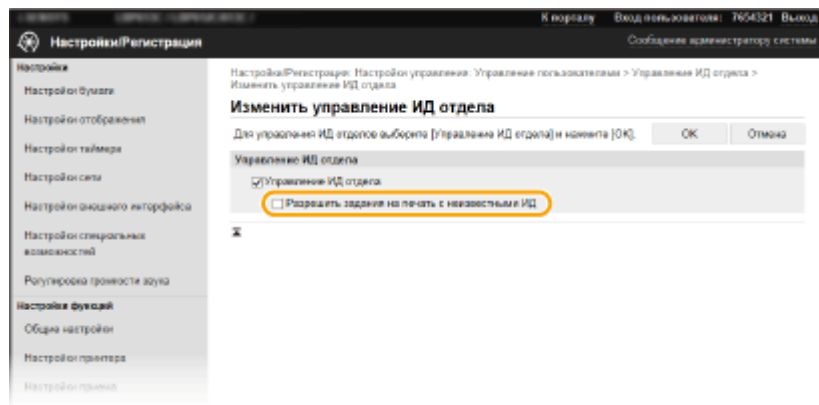 К порталу Вход пользователя: 7654321 Выход
Настройки/Регистрация
Сообщение администратору системы
Настройка
Настройки бумаги
Настройки отображения
Настройки таймера
Настройки сети
Настройки внешнего интерфейса
Настройки специальных
возможностей
Регулировка громкости звука
Настройки функций
Общие настройки
Настройки принтера
Настройки приема
Настройка/Регистрация: Настройки управления: Управление пользователями > Управление ИД отдела >
Изменить управление ИД отдела
Изменить управление ИД отдела
Для управления ИД отделов выберите [Управление ИД отдела] и нажмите [OK].
OK
Отмена
Управление ИД отдела
Управление ИД отдела
Разрешить задания на печать с неизвестными ИД